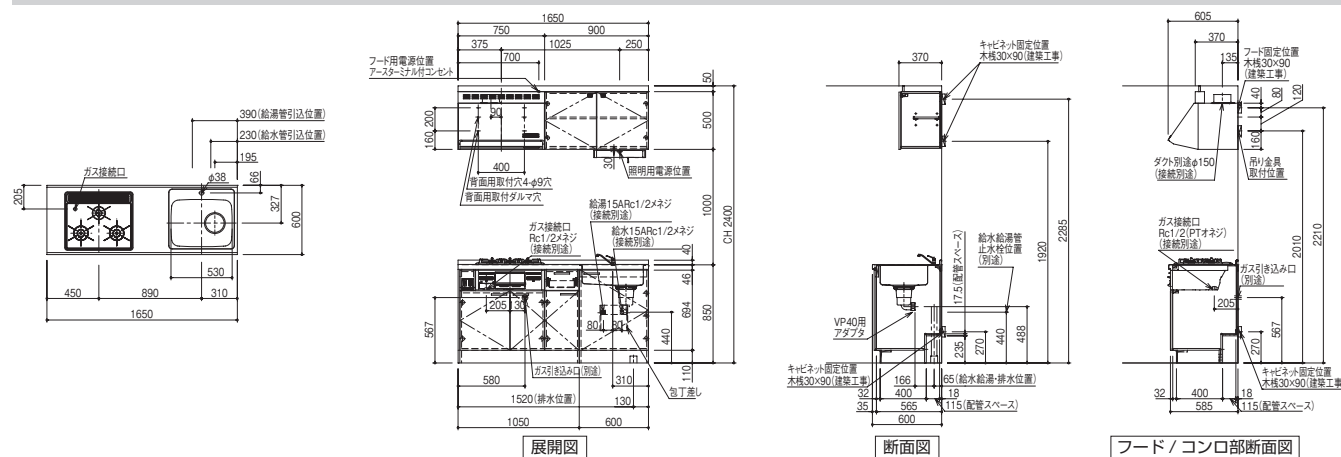 390(給湯管引込位置)
230(給水管引込位置)
195
ガス接続口
φ38
166
205
327
600
530
450
890
310
1650
1650
750
900
375
1025
250
700
フード用電源位置
アースターミナル付コンセント
50
90
200
160
500
400
30
照明用電源位置
背面用取付穴4-φ9穴
背面用取付ダルマ穴
給湯15ARc1/2メネジ
(接続別途)
ガス接続口
Rc1/2メネジ
(接続別途)
給水15ARc1/2メネジ
(接続別途)
1000
CH 2400
40
46
205
130
694
850
80
80
440
567
110
ガス引き込み口(別途)
580
310
包丁差し
1520(排水位置)
130
1050
600
展開図
370
キャビネット固定位置
木桟30×90(建築工事)
2285
1920
給水給湯管
止水栓位置
(別途)
17.5(配管スペース)
VP40用
アダプタ
235
270
440
488
キャビネット固定位置
木桟30×90(建築工事)
166
65(給水給湯・排水位置)
32
400
18
35
565
115(配管スペース)
600
断面図
605
370
135
フード固定位置
木桟30×90
(建築工事)
40
80
120
160
ダクト別途φ150
(接続別途)
吊り金具
取付位置
ガス接続口
Rc1/2(PTオネジ)
(接続別途)
2010
2210
ガス引き込み口
(別途)
205
567
270
キャビネット固定位置
木桟30×90(建築工事)
32
400
18
585
115(配管スペース)
フード / コンロ部断面図